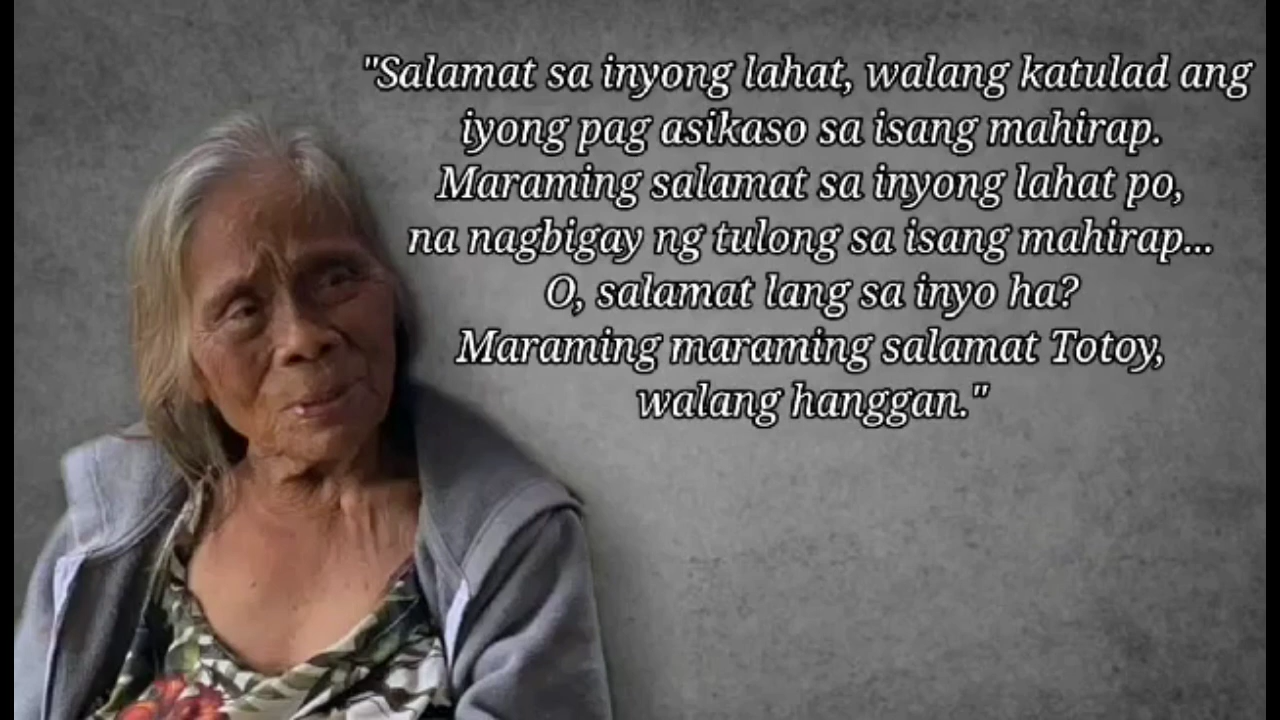 "Salamat sa inyong lahat, walang katulad ang
iyong pag asikaso sa isang mahirap.
Maraming salamat sa inyong lahat po,
na nagbigay ng tulong sa isang mahirap...
O, salamat lang sa inyo ha?
Maraming maraming salamat Totoy,
walang hanggan."